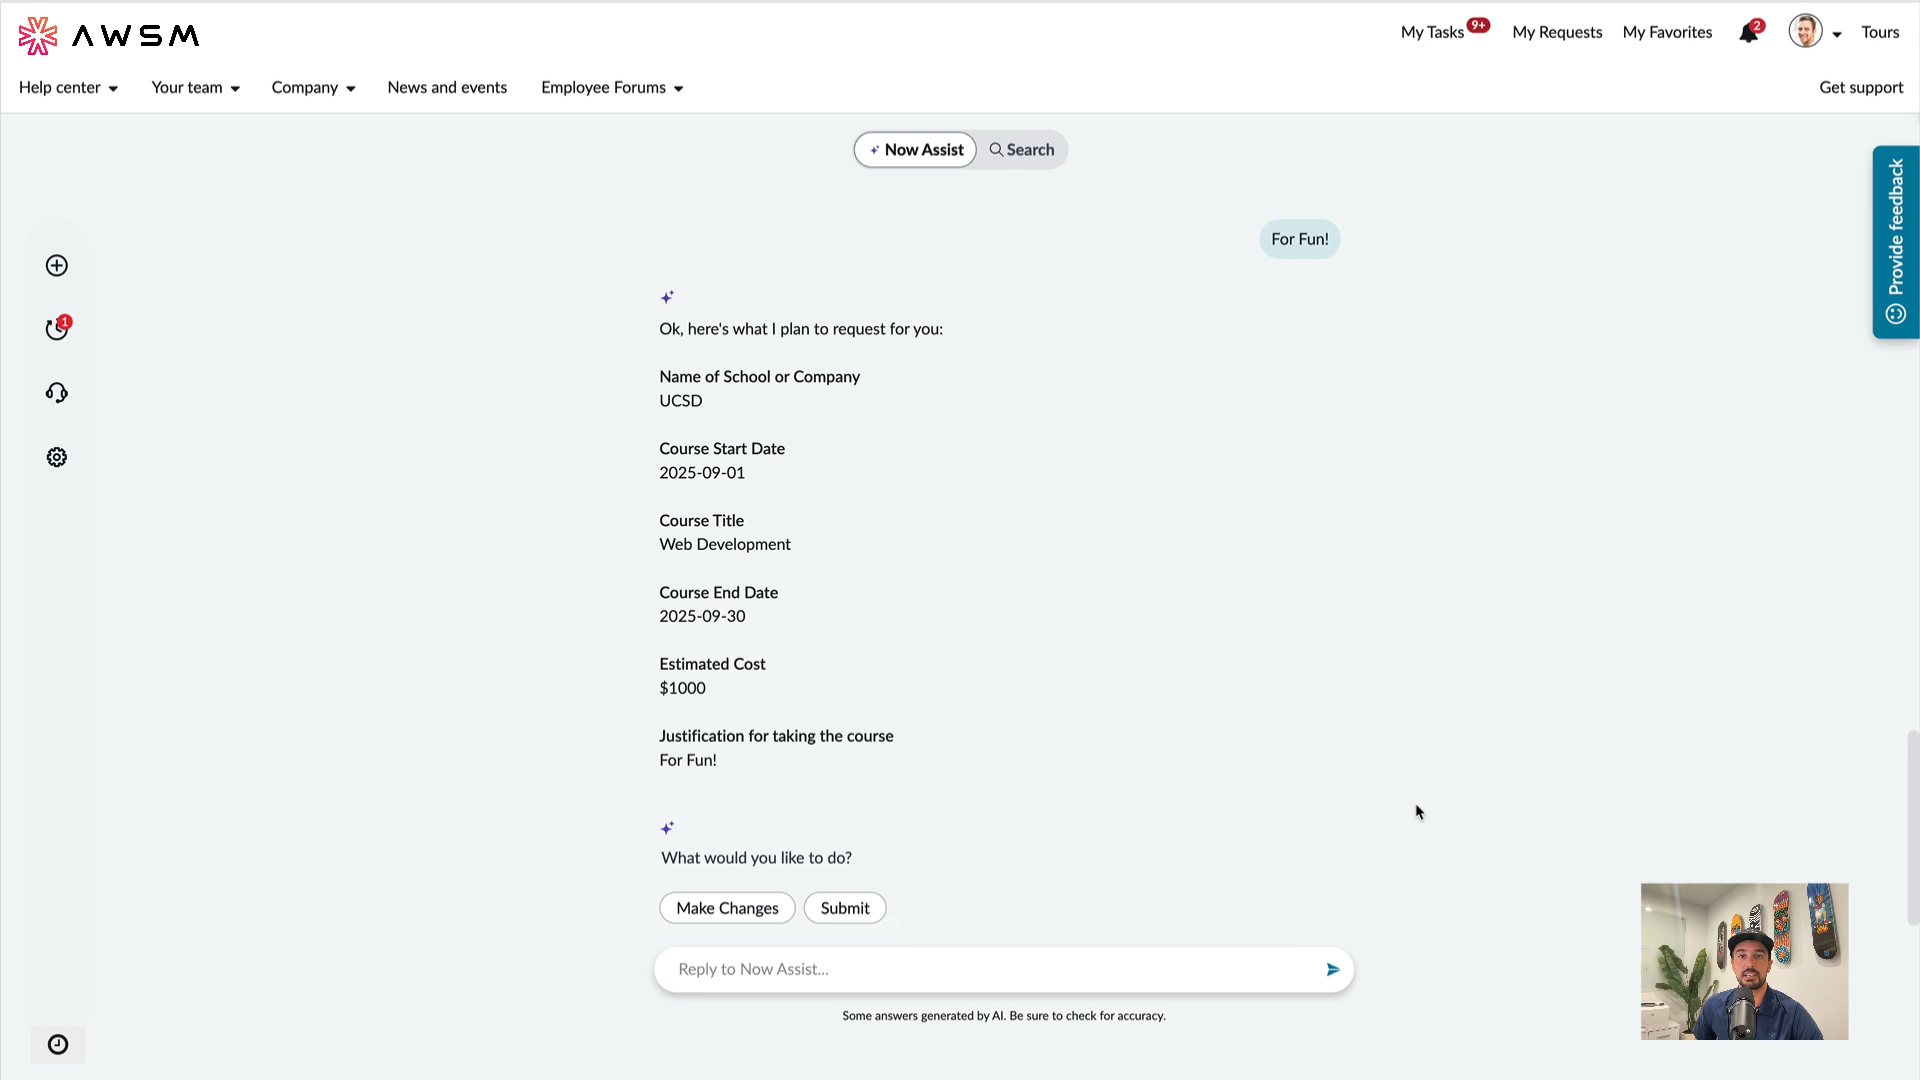 AWSM
My Tasks 9+ My Requests My Favorites 2 Tours
Help center Your team Company News and events Employee Forums Get support
Now Assist Search
Provide feedback
For Fun!
1
Ok, here's what I plan to request for you:
Name of School or Company
UCSD
Course Start Date
2025-09-01
Course Title
Web Development
Course End Date
2025-09-30
Estimated Cost
$1000
Justification for taking the course
For Fun!
What would you like to do?
Make Changes Submit
Reply to Now Assist...
Some answers generated by AI. Be sure to check for accuracy.